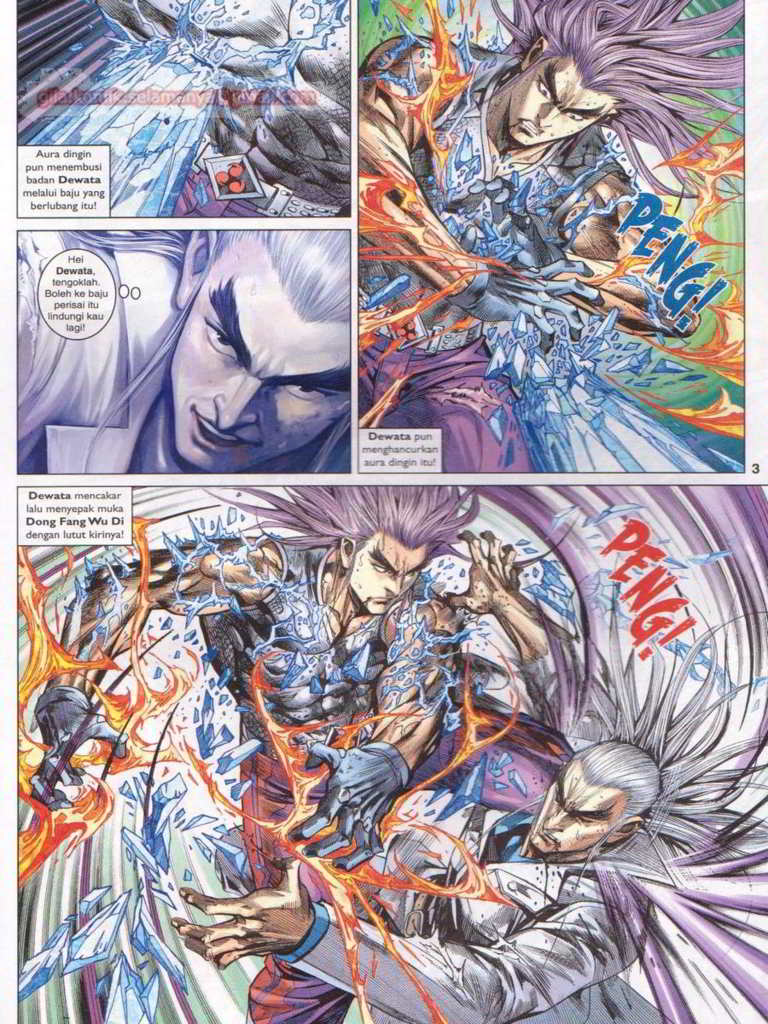 Aura dingin
pun menembusi
badan Dewata
melalui baju yang
berlubang itu!
PENG!
Hei
Dewata,
tengoklah.
Boleh ke baju
perisai itu
lindungi kau
lagi!
Dewata pun
menghancurkan
aura dingin itu!
3
Dewata mencakar
lalu menyepak muka
Dong Fang Wu Di
dengan lutut kirinya!
PENG!